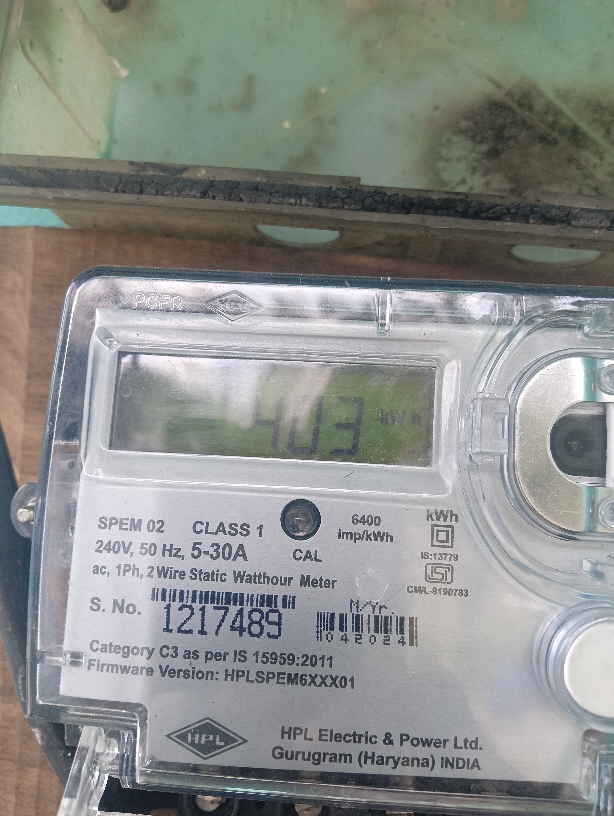 403 kWh
SPEM 02 CLASS 1
240V, 50 Hz, 5-30A
ac, 1Ph, 2 Wire Static Watthour Meter
CAL
6400
imp/kWh
kWh
IS:13779
ISI
CM/L-8190783
S. No. 1217489
M/Yr.
042024
Category C3 as per IS 15959:2011
Firmware Version: HPLSPEM6XXX01
HPL
HPL Electric & Power Ltd.
Gurugram (Haryana) INDIA